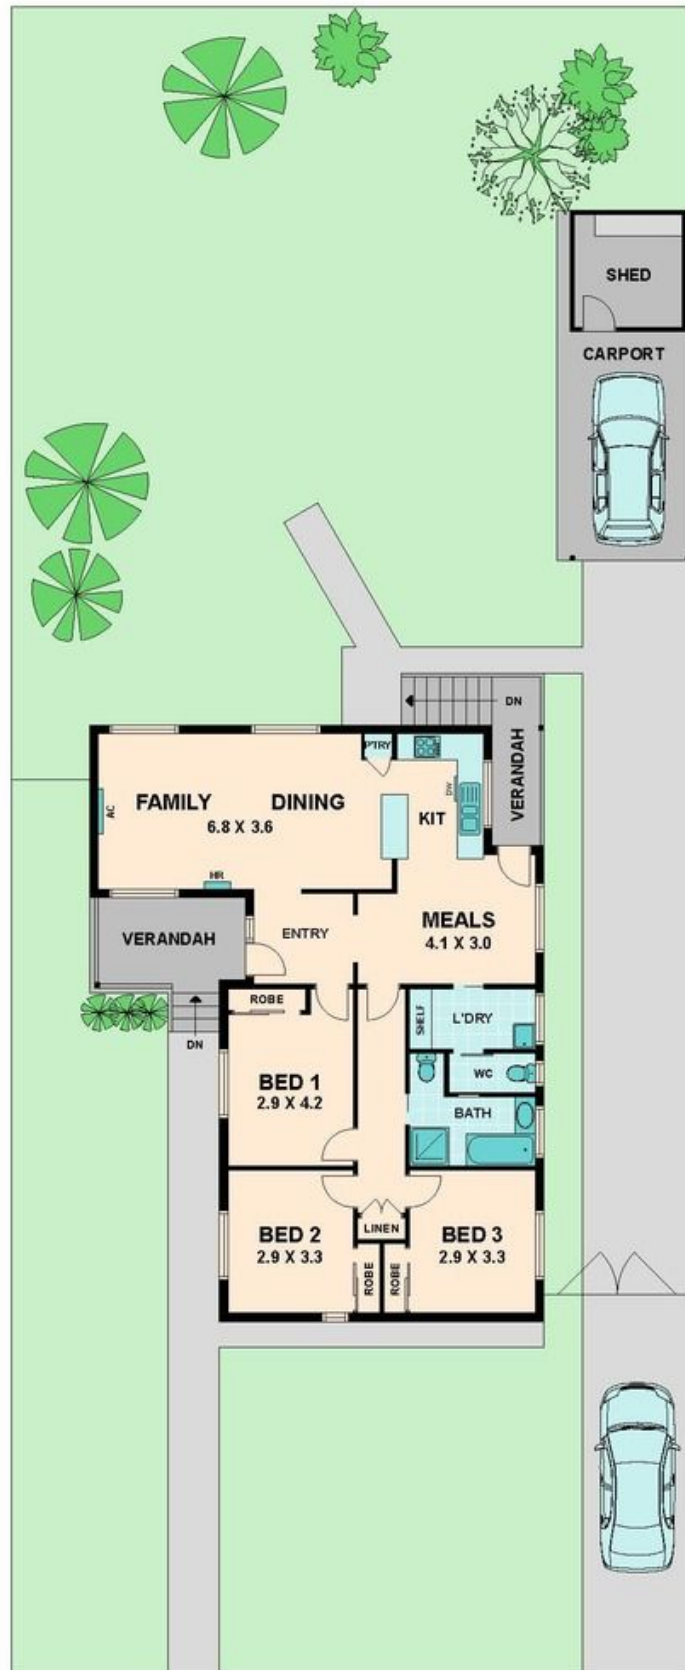 SHED
CARPORT
DN
P'TRY
VERANDAH
DW
KIT
FAMILY
DINING
6.8 X 3.6
AC
HR
VERANDAH
ENTRY
MEALS
4.1 X 3.0
ROBE
SHELF
L'DRY
DN
WC
BED 1
2.9 X 4.2
BATH
LINEN
BED 2
2.9 X 3.3
BED 3
2.9 X 3.3
ROBE
ROBE